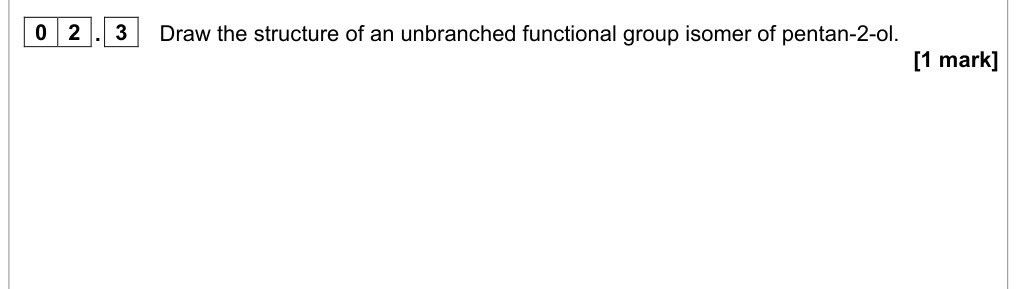 0 2 . 3 Draw the structure of an unbranched functional group isomer of pentan-2-ol.
[1 mark]